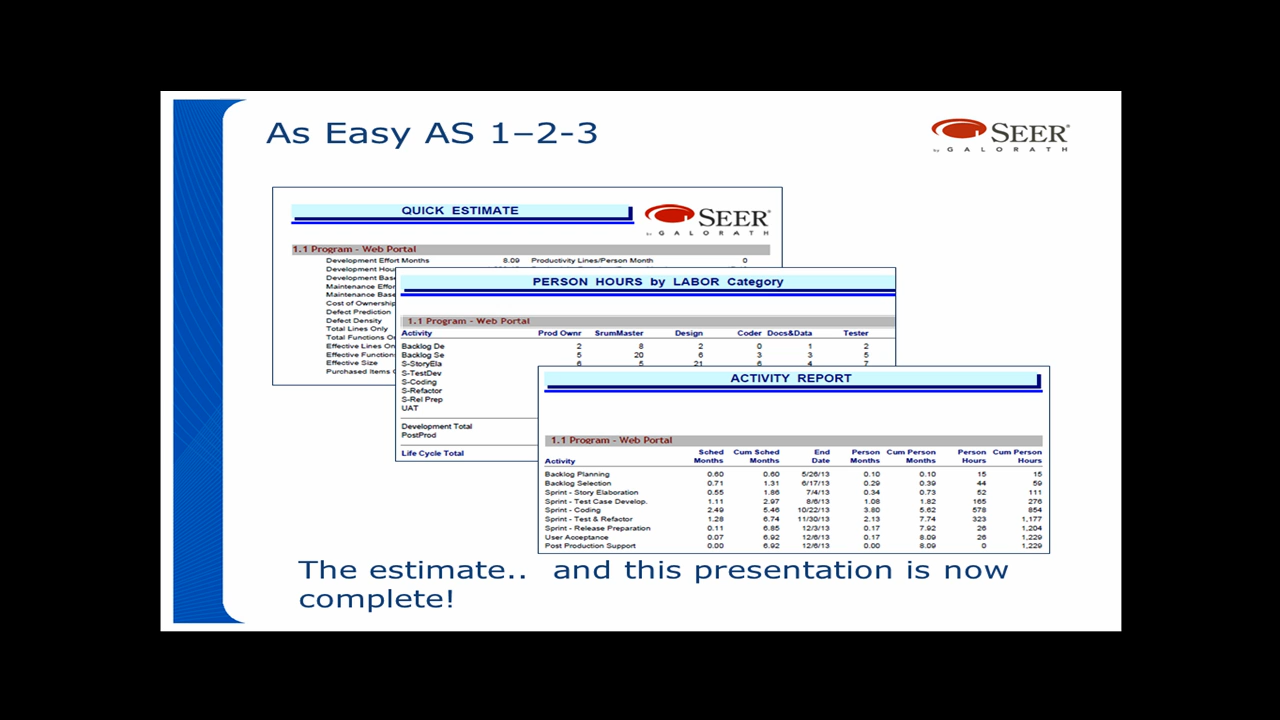 As Easy AS 1–2-3
SEER
by GALORATH
QUICK ESTIMATE
SEER
by GALORATH
1.1 Program - Web Portal
Development Effort Months 8.09 Productivity Lines/Person Month 0
Development Hou
Development Base
Maintenance Effor
Maintenance Base
Cost of Ownership
Defect Prediction
Defect Density
Total Lines Only
Total Functions O
Effective Lines On
Effective Function
Effective Size
Purchased Items
PERSON HOURS by LABOR Category
1.1 Program - Web Portal
Activity Prod Ownr SrumMaster Design Coder Docs&Data Tester
Backlog De 2 8 2 0 1 2
Backlog Se 5 20 6 3 3 5
S-StoryEla 6 5 21 6 4 7
S-TestDev
S-Coding
S-Refactor
S-Rel Prep
UAT
Development Total
PostProd
Life Cycle Total
ACTIVITY REPORT
1.1 Program - Web Portal
Sched Cum Sched End Person Cum Person Person Cum Person
Activity Months Months Date Months Months Hours Hours
Backlog Planning 0.60 0.60 5/26/13 0.10 0.10 15 15
Backlog Selection 0.71 1.31 6/17/13 0.29 0.39 44 59
Sprint - Story Elaboration 0.55 1.86 7/4/13 0.34 0.73 52 111
Sprint - Test Case Develop. 1.11 2.97 8/6/13 1.08 1.82 165 276
Sprint - Coding 2.49 5.46 10/22/13 3.80 5.62 578 854
Sprint - Test & Refactor 1.28 6.74 11/30/13 2.13 7.74 323 1,177
Sprint - Release Preparation 0.11 6.85 12/3/13 0.17 7.92 26 1,204
User Acceptance 0.07 6.92 12/6/13 0.17 8.09 26 1,229
Post Production Support 0.00 6.92 12/6/13 0.00 8.09 0 1,229
The estimate.. and this presentation is now
complete!